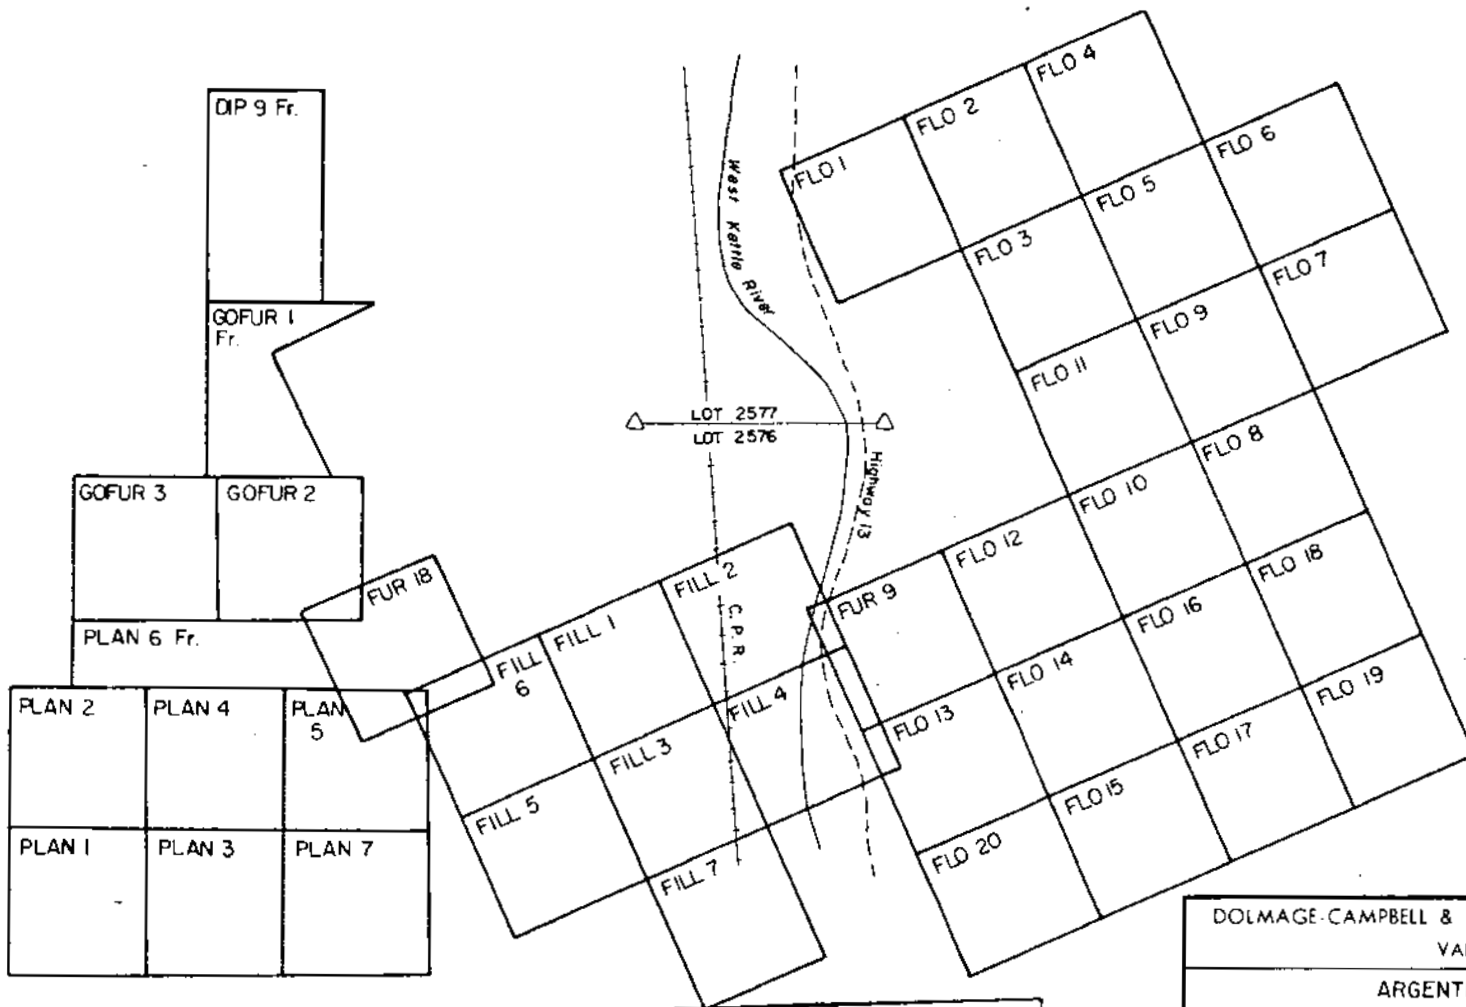 DIP 9 Fr.
GOFUR 1
Fr.
GOFUR 3
GOFUR 2
FUR 18
PLAN 6 Fr.
PLAN 2
PLAN 4
PLAN
5
PLAN 1
PLAN 3
PLAN 7
West Kettle River
LOT 2577
LOT 2576
Highway 13
C.P.R.
FILL
6
FILL 1
FILL 2
FILL 5
FILL 3
FILL 4
FILL 7
FUR 9
FLO 1
FLO 2
FLO 4
FLO 3
FLO 5
FLO 6
FLO 11
FLO 9
FLO 7
FLO 12
FLO 10
FLO 8
FLO 13
FLO 14
FLO 16
FLO 18
FLO 20
FLO 15
FLO 17
FLO 19
DOLMAGE-CAMPBELL &
VA
ARGENT